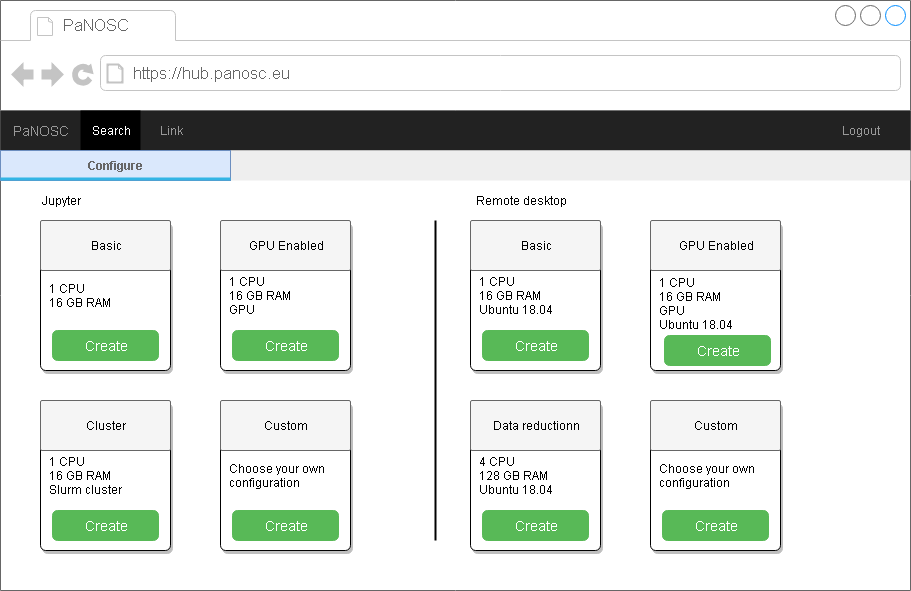 PaNOSC
https://hub.panosc.eu
PaNOSC Search Link Logout
Configure
Jupyter
Basic
1 CPU
16 GB RAM
Create
GPU Enabled
1 CPU
16 GB RAM
GPU
Create
Cluster
1 CPU
16 GB RAM
Slurm cluster
Create
Custom
Choose your own
configuration
Create
Remote desktop
Basic
1 CPU
16 GB RAM
Ubuntu 18.04
Create
GPU Enabled
1 CPU
16 GB RAM
GPU
Ubuntu 18.04
Create
Data reductionn
4 CPU
128 GB RAM
Ubuntu 18.04
Create
Custom
Choose your own
configuration
Create